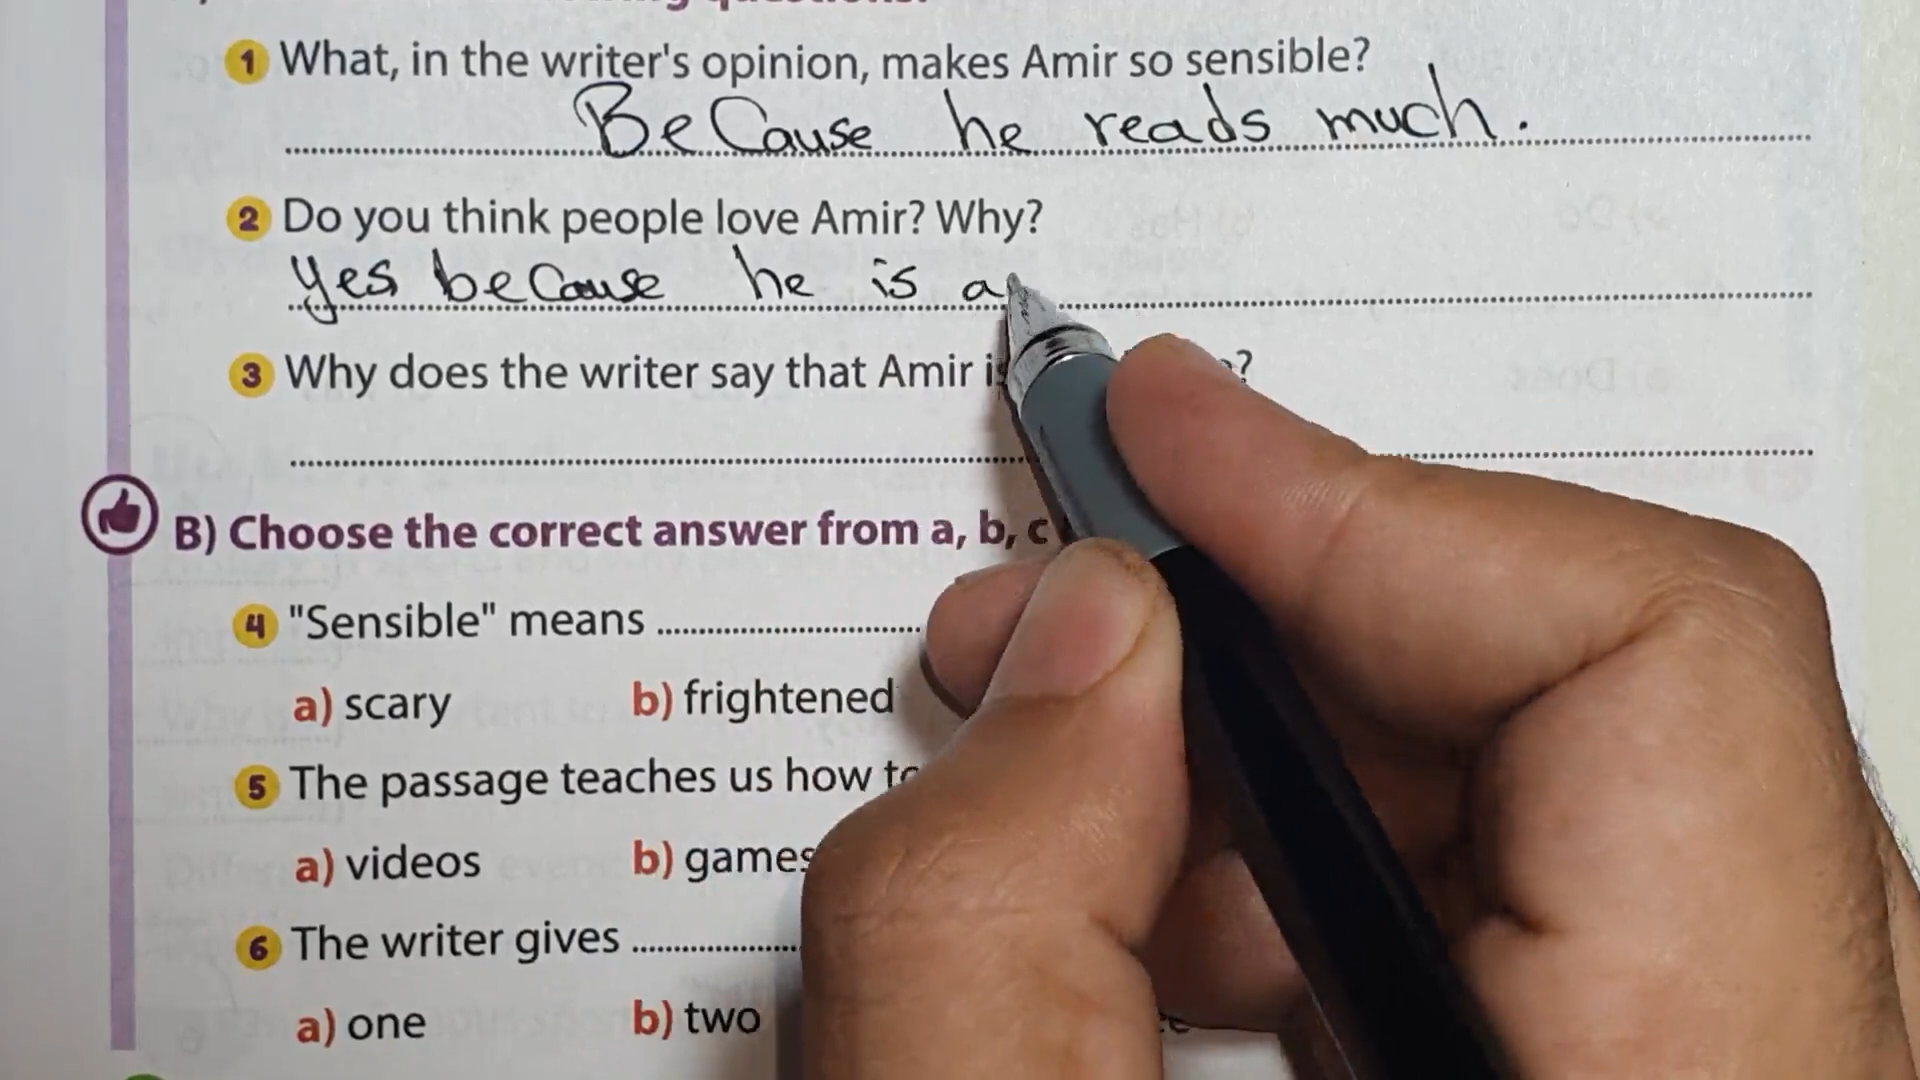 questions:
1 What, in the writer's opinion, makes Amir so sensible?
BeCause he reads much.
2 Do you think people love Amir? Why?
Yes beCause he is a
3 Why does the writer say that Amir is ?
B) Choose the correct answer from a, b, c
4 "Sensible" means ..............................
a) scary b) frightened
5 The passage teaches us how to
a) videos b) games
6 The writer gives ...................
a) one b) two